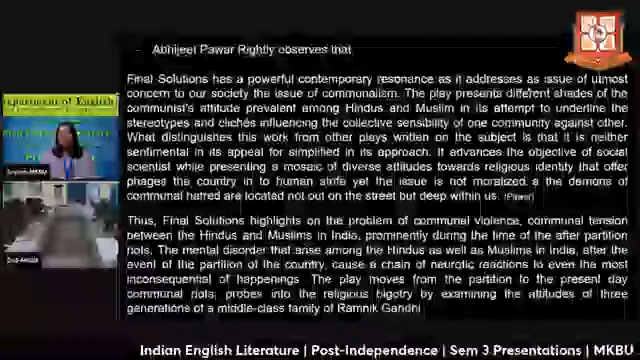 - Abhijeet Pawar Rightly observes that
Final Solutions has a powerful contemporary resonance as it addresses as issue of utmost
concern to our society the issue of communalism. The play presents different shades of the
communist's attitude prevalent among Hindus and Muslim in its attempt to underline the
stereotypes and clichés influencing the collective sensibility of one community against other.
What distinguishes this work from other plays written on the subject is that it is neither
sentimental in its appeal for simplified in its approach. It advances the objective of social
scientist while presenting a mosaic of diverse attitudes towards religious identity that offer
phages the country in to human strife yet the issue is not moralized a the demons of
communal hatred are located not out on the street but deep within us. (Pawar)
Thus, Final Solutions highlights on the problem of communal violence, communal tension
between the Hindus and Muslims in India, prominently during the time of the after partition
riots. The mental disorder that arise among the Hindus as well as Muslims in India, after the
event of the partition of the country, cause a chain of neurotic reactions to even the most
inconsequential of happenings. The play moves from the partition to the present day
communal riots, probes into the religious bigotry by examining the attitudes of three
generations of a middle-class family of Ramnik Gandhi
Department of English
Indian English Literature | Post-Independence | Sem 3 Presentations | MKBU